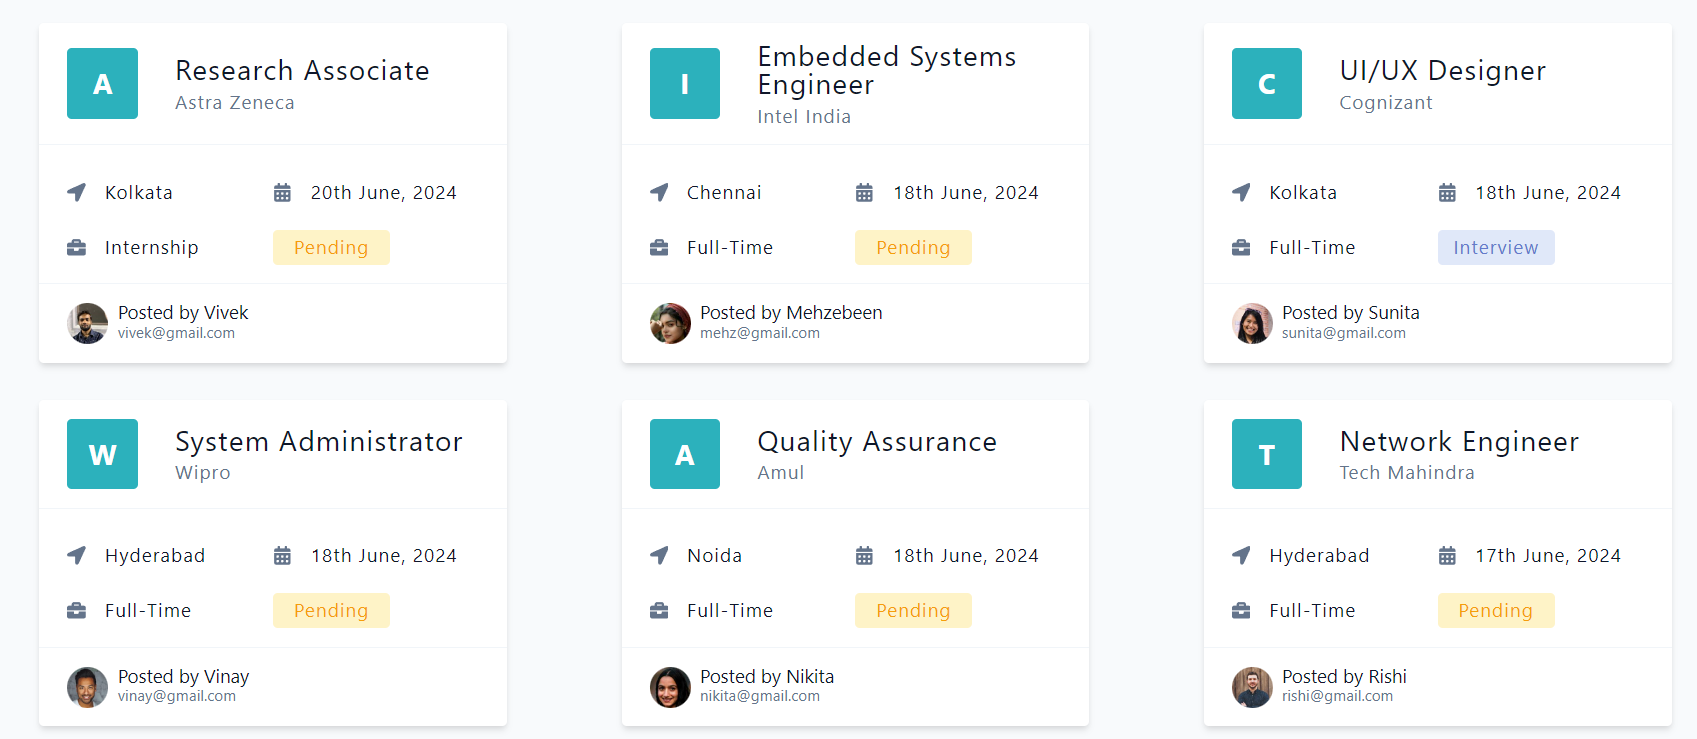 A
Research Associate
Astra Zeneca
Kolkata
20th June, 2024
Internship
Pending
Posted by Vivek
vivek@gmail.com
I
Embedded Systems
Engineer
Intel India
Chennai
18th June, 2024
Full-Time
Pending
Posted by Mehzebeen
mehz@gmail.com
C
UI/UX Designer
Cognizant
Kolkata
18th June, 2024
Full-Time
Interview
Posted by Sunita
sunita@gmail.com
W
System Administrator
Wipro
Hyderabad
18th June, 2024
Full-Time
Pending
Posted by Vinay
vinay@gmail.com
A
Quality Assurance
Amul
Noida
18th June, 2024
Full-Time
Pending
Posted by Nikita
nikita@gmail.com
T
Network Engineer
Tech Mahindra
Hyderabad
17th June, 2024
Full-Time
Pending
Posted by Rishi
rishi@gmail.com